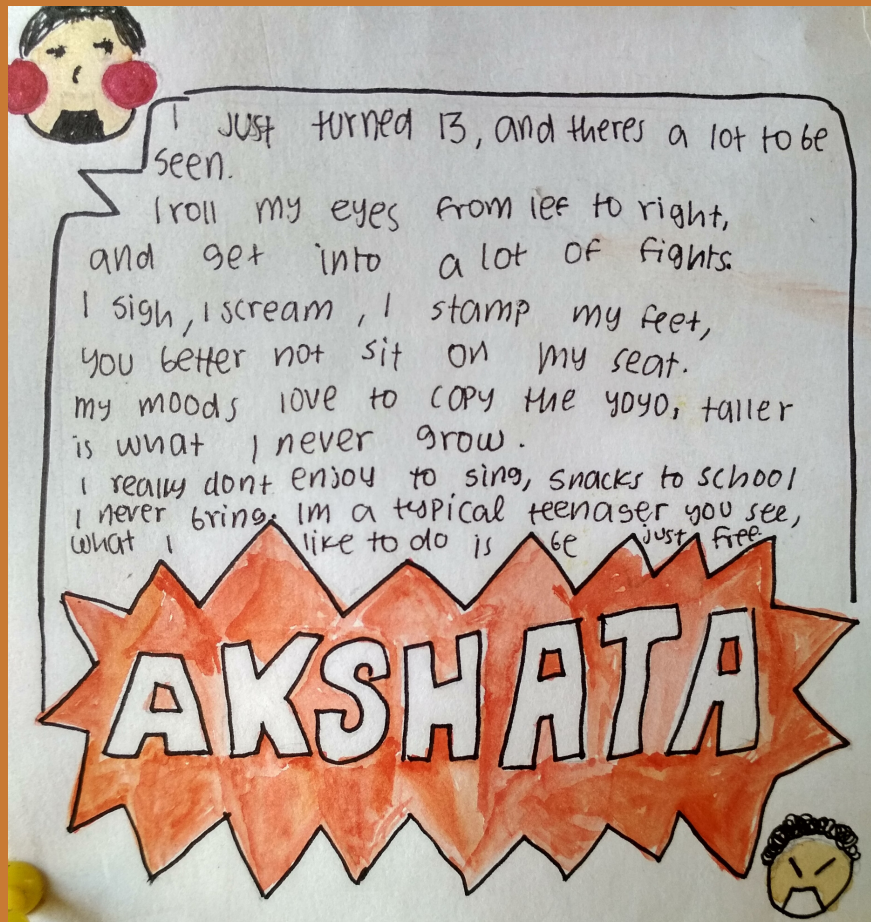 I just turned 13, and theres a lot to be
seen.
I roll my eyes from lef to right,
and get into a lot of fights.
I sigh, I scream, I stamp my feet,
you better not sit on my seat.
my moods love to copy the yoyo, taller
is what I never grow.
I really dont enjoy to sing, snacks to school
I never bring. Im a typical teenager you see,
what I like to do is be just free.
AKSHATA